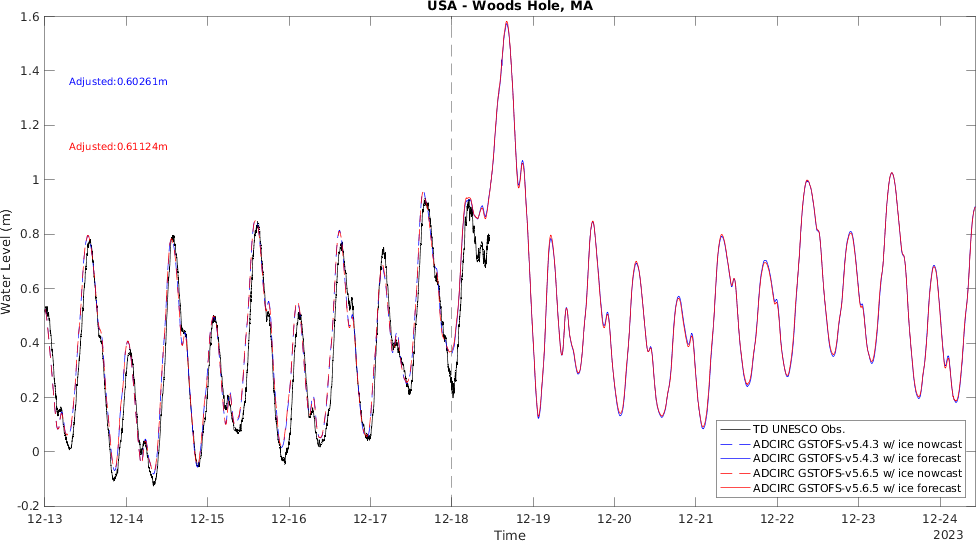 USA - Woods Hole, MA
1.6
1.4
1.2
1
0.8
0.6
0.4
0.2
0
-0.2
Water Level (m)
Adjusted:0.60261m
Adjusted:0.61124m
TD UNESCO Obs.
ADCIRC GSTOFS-v5.4.3 w/ ice nowcast
ADCIRC GSTOFS-v5.4.3 w/ ice forecast
ADCIRC GSTOFS-v5.6.5 w/ ice nowcast
ADCIRC GSTOFS-v5.6.5 w/ ice forecast
12-13 12-14 12-15 12-16 12-17 12-18 12-19 12-20 12-21 12-22 12-23 12-24
Time
2023